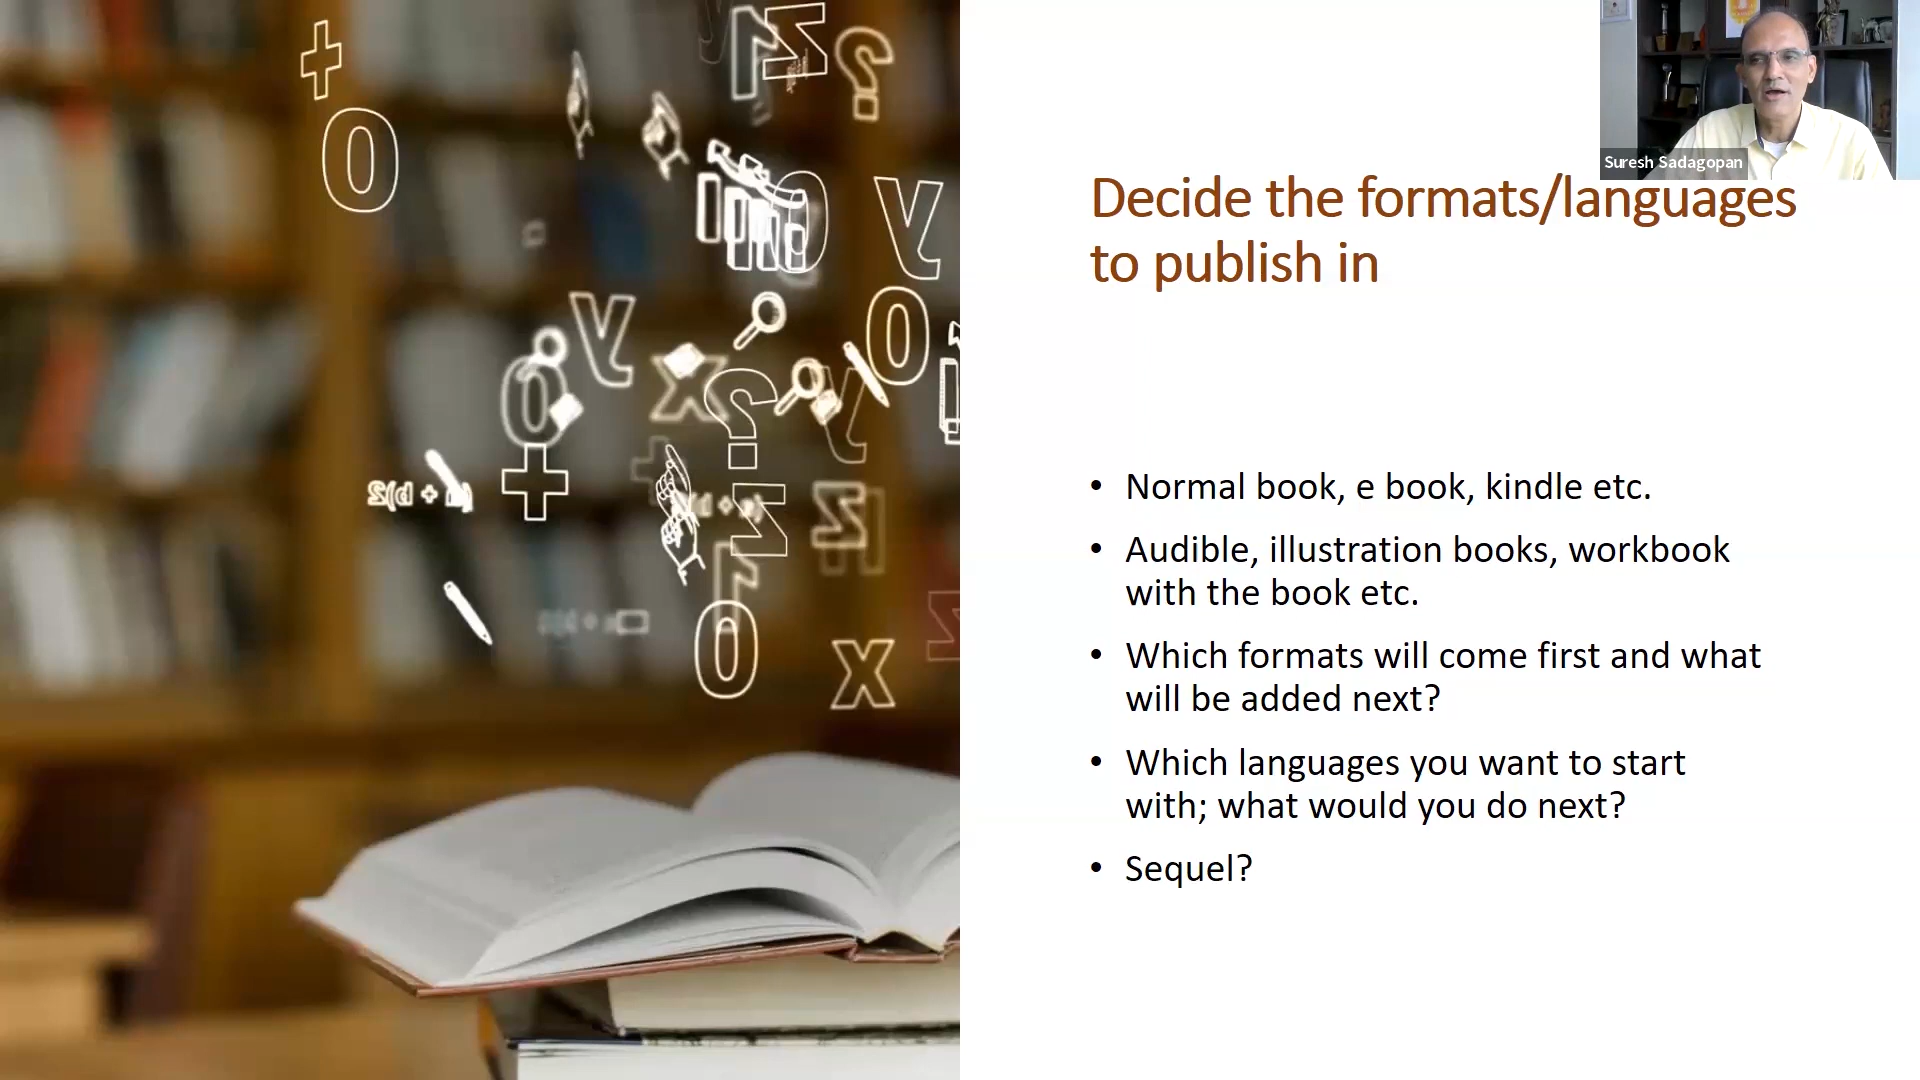 Suresh Sadagopan
Decide the formats/languages
to publish in
• Normal book, e book, kindle etc.
• Audible, illustration books, workbook
with the book etc.
• Which formats will come first and what
will be added next?
• Which languages you want to start
with; what would you do next?
• Sequel?